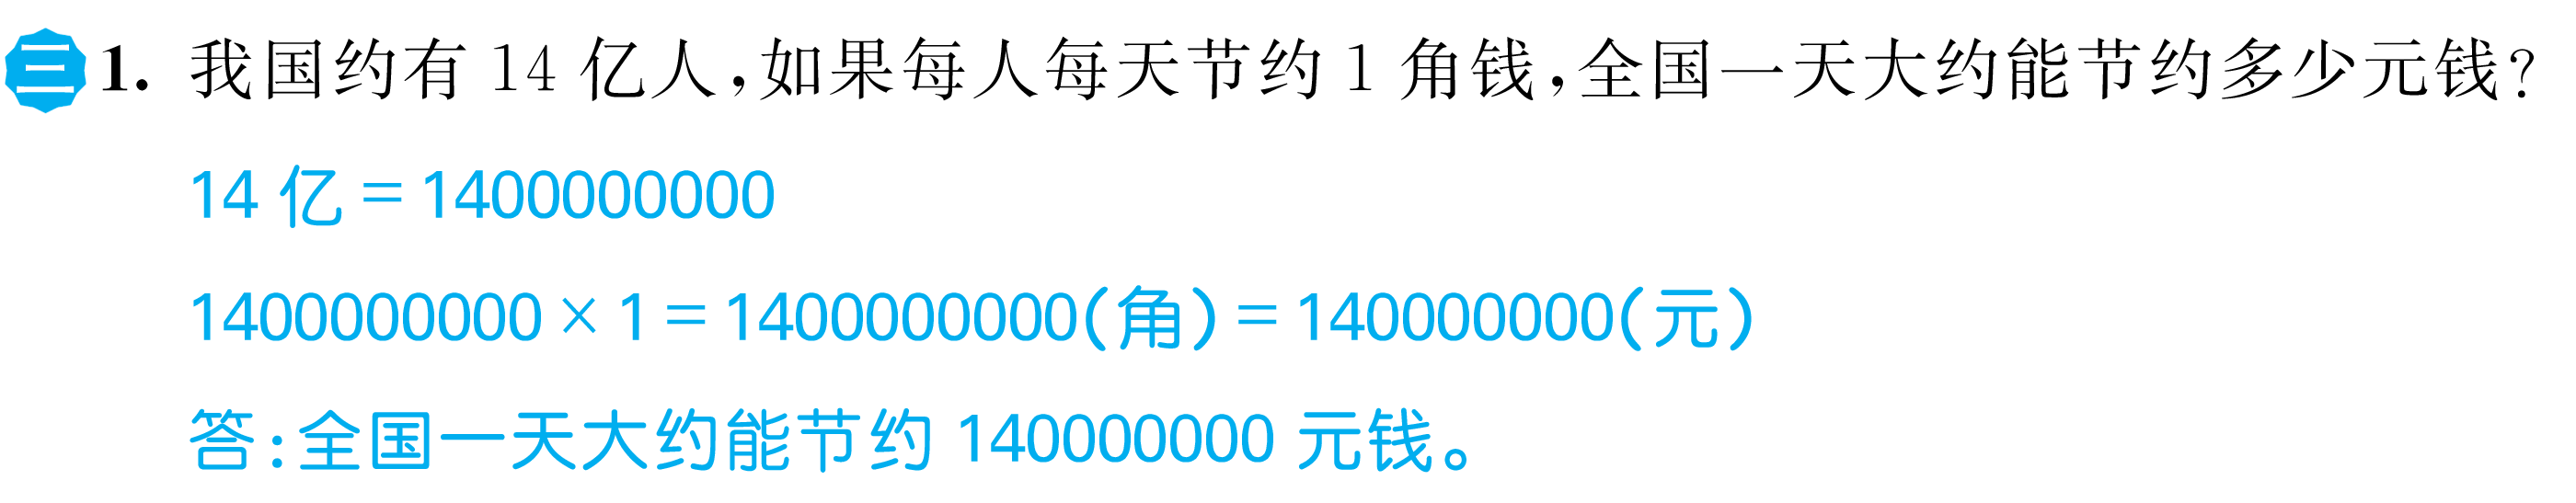 三 1. 我国约有 14 亿人,如果每人每天节约 1 角钱,全国一天大约能节约多少元钱?
14 亿 = 1400000000
1400000000 × 1 = 1400000000(角) = 140000000(元)
答:全国一天大约能节约 140000000 元钱。